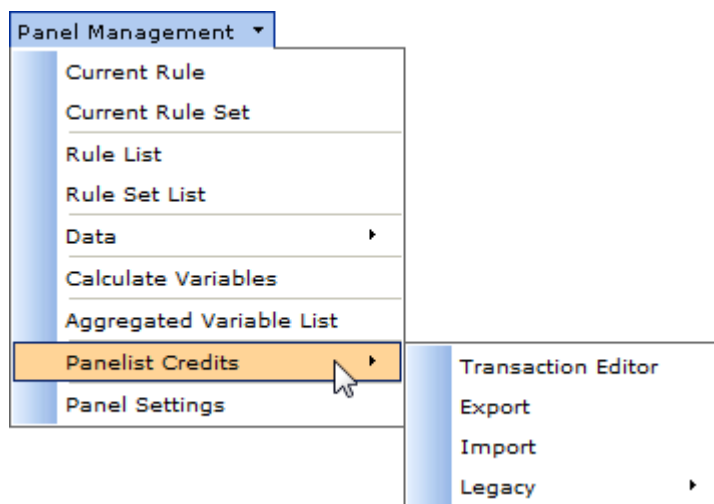 Panel Management
Current Rule
Current Rule Set
Rule List
Rule Set List
Data
Calculate Variables
Aggregated Variable List
Panelist Credits
Panel Settings
Transaction Editor
Export
Import
Legacy